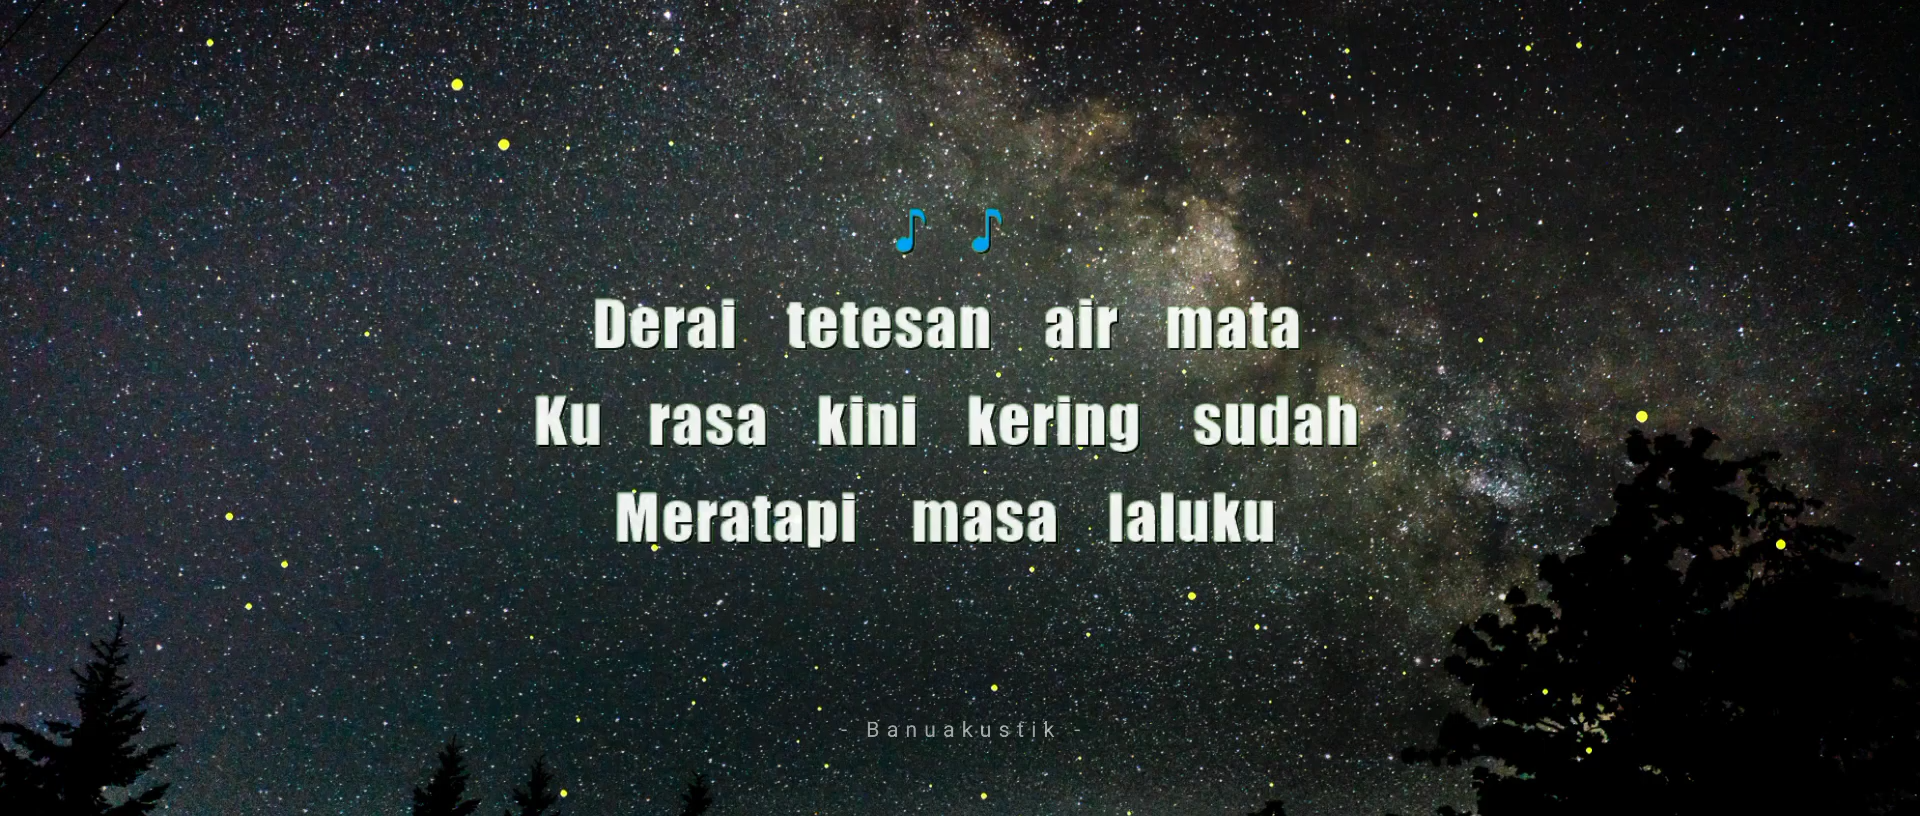 Derai tetesan air mata
Ku rasa kini kering sudah
Meratapi masa laluku
- Banuakustik -